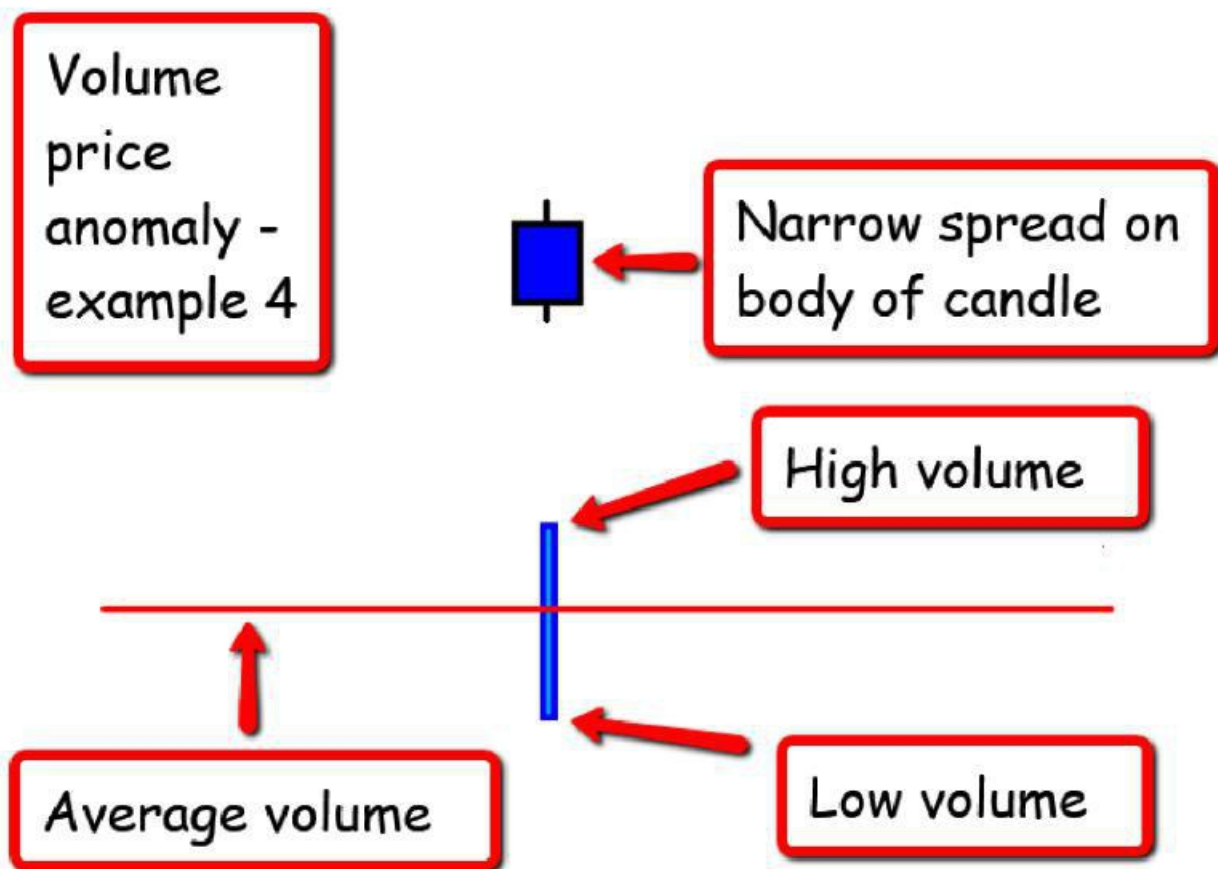 Volume
price
anomaly -
example 4
Narrow spread on
body of candle
High volume
Average volume
Low volume